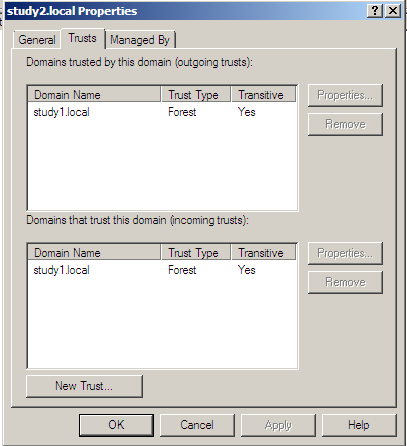 study2.local Properties
General Trusts Managed By
Domains trusted by this domain (outgoing trusts):
Domain Name Trust Type Transitive
study1.local Forest Yes
Properties...
Remove
Domains that trust this domain (incoming trusts):
Domain Name Trust Type Transitive
study1.local Forest Yes
Properties...
Remove
New Trust...
OK Cancel Apply Help